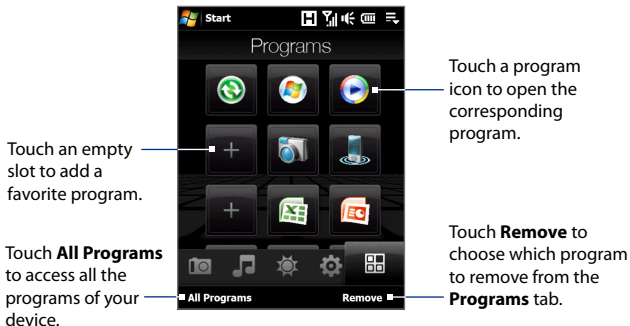 Start
Programs
Touch a program
icon to open the
corresponding
program.
Touch an empty
slot to add a
favorite program.
Touch All Programs
to access all the
programs of your
device.
Touch Remove to
choose which program
to remove from the
Programs tab.
All Programs
Remove